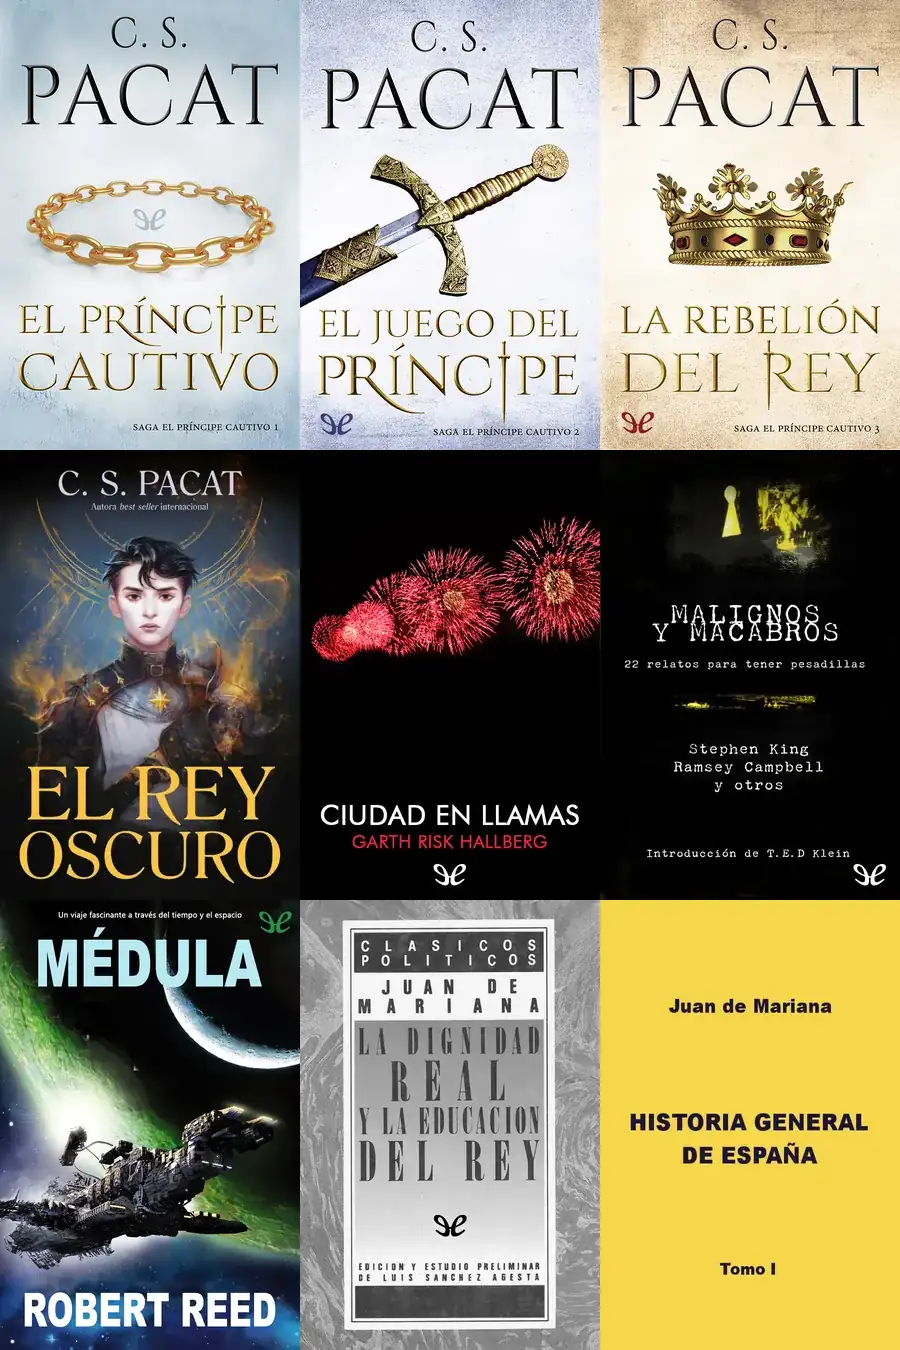 C. S.
PACAT
EL PRÍNCIPE
CAUTIVO
SAGA EL PRÍNCIPE CAUTIVO 1
C. S.
PACAT
EL JUEGO DEL
PRÍNCIPE
SAGA EL PRÍNCIPE CAUTIVO 2
C. S.
PACAT
LA REBELIÓN
DEL REY
SAGA EL PRÍNCIPE CAUTIVO 3
C. S. PACAT
Autora best seller internacional
EL REY
OSCURO
CIUDAD EN LLAMAS
GARTH RISK HALLBERG
MALIGNOS
Y MACABROS
22 relatos para tener pesadillas
Stephen King
Ramsey Campbell
y otros
Introducción de T.E.D Klein
Un viaje fascinante a través del tiempo y el espacio
MÉDULA
ROBERT REED
CLASICOS
POLITICOS
JUAN DE
MARIANA
LA DIGNIDAD
REAL
Y LA EDUCACION
DEL REY
EDICION Y ESTUDIO PRELIMINAR
DE LUIS SANCHEZ AGESTA
Juan de Mariana
HISTORIA GENERAL
DE ESPAÑA
Tomo I